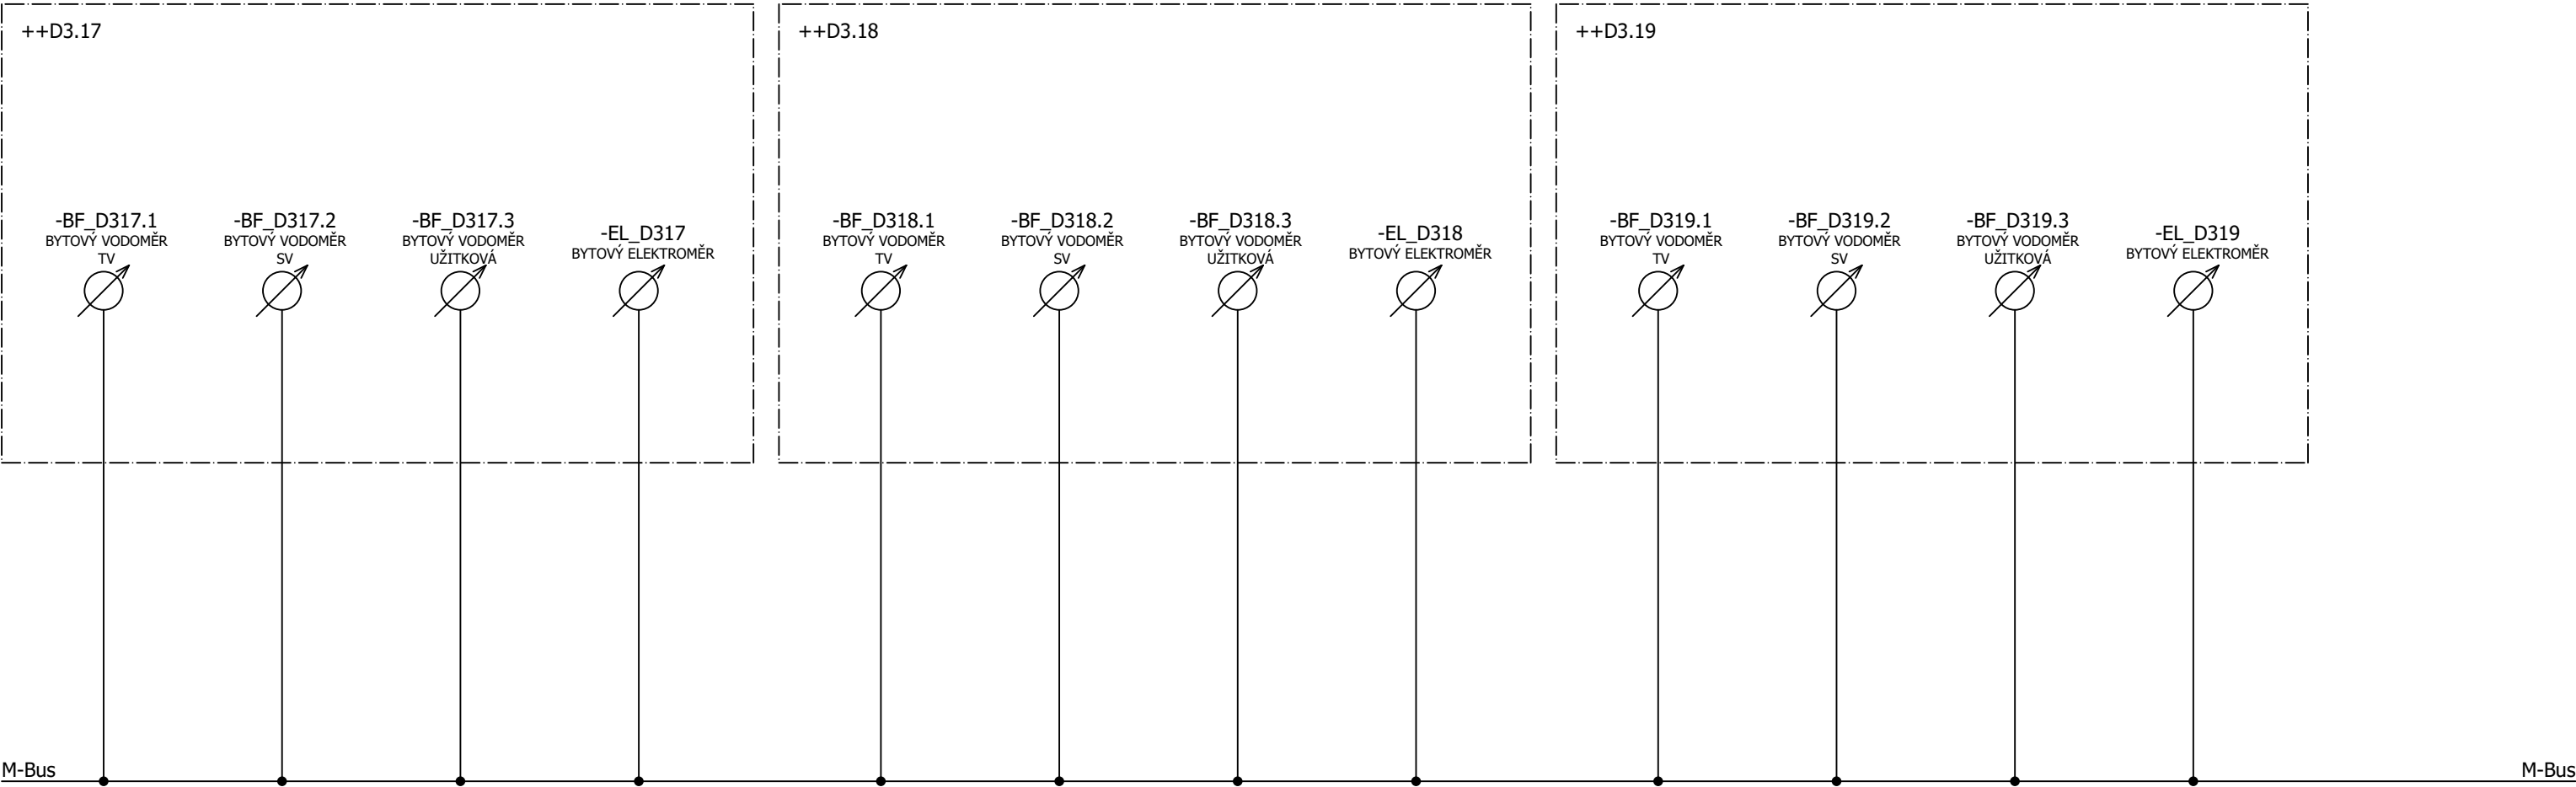 ++D3.17
++D3.18
++D3.19
-BF_D317.1
BYTOVÝ VODOMĚR
TV
-BF_D317.2
BYTOVÝ VODOMĚR
SV
-BF_D317.3
BYTOVÝ VODOMĚR
UŽITKOVÁ
-EL_D317
BYTOVÝ ELEKTROMĚR
-BF_D318.1
BYTOVÝ VODOMĚR
TV
-BF_D318.2
BYTOVÝ VODOMĚR
SV
-BF_D318.3
BYTOVÝ VODOMĚR
UŽITKOVÁ
-EL_D318
BYTOVÝ ELEKTROMĚR
-BF_D319.1
BYTOVÝ VODOMĚR
TV
-BF_D319.2
BYTOVÝ VODOMĚR
SV
-BF_D319.3
BYTOVÝ VODOMĚR
UŽITKOVÁ
-EL_D319
BYTOVÝ ELEKTROMĚR
M-Bus
M-Bus